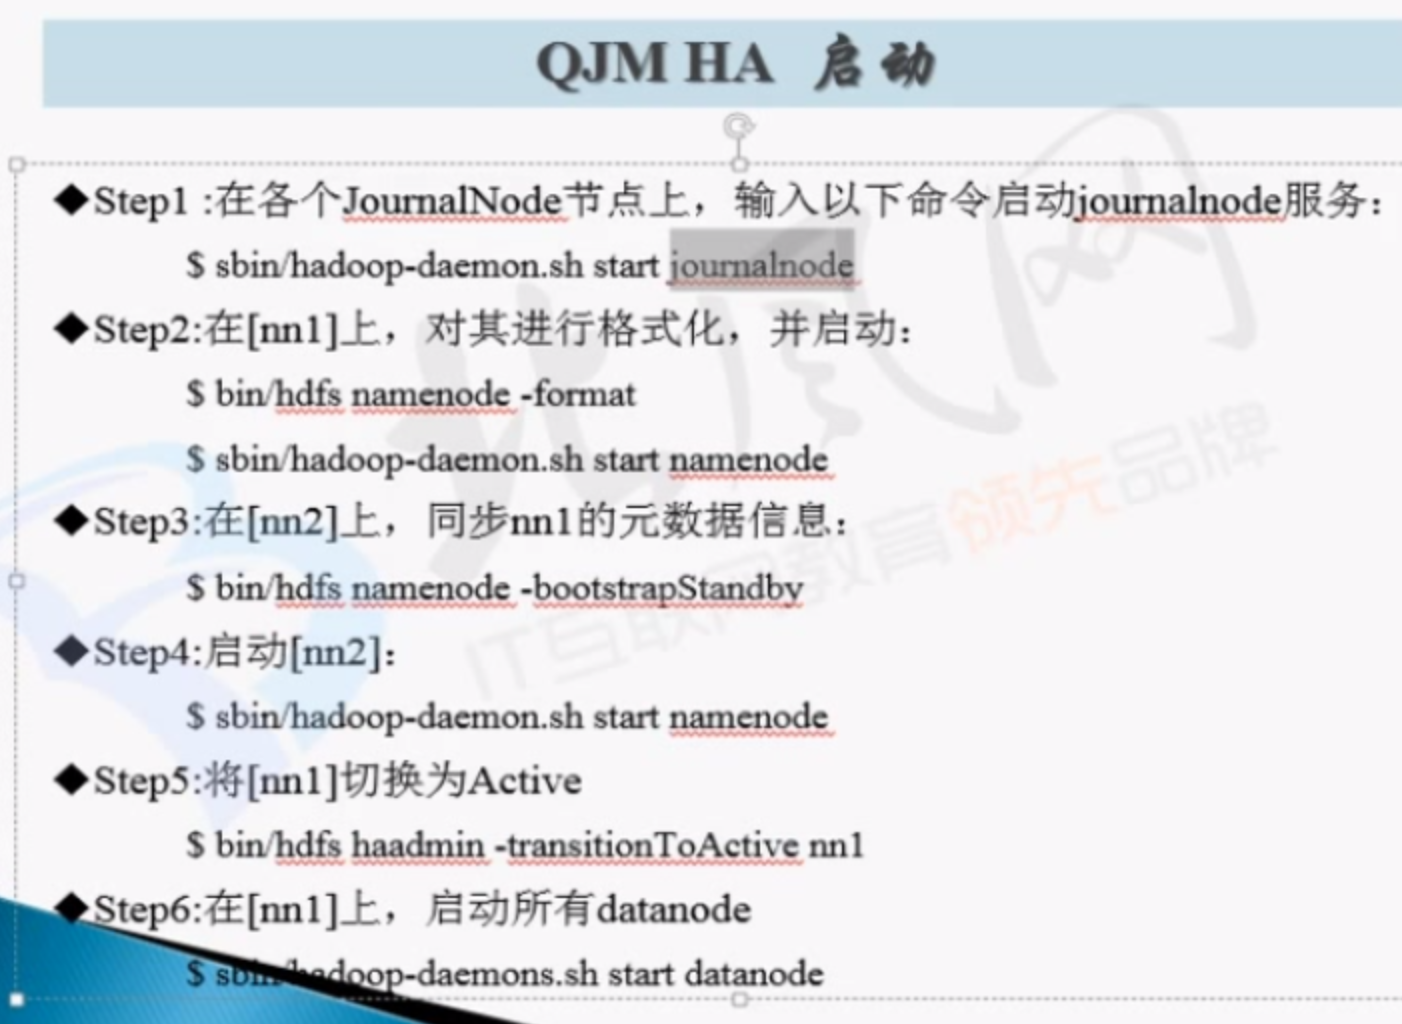 QJM HA 启动
◆Step1 :在各个JournalNode节点上，输入以下命令启动journalnode服务：
$ sbin/hadoop-daemon.sh start journalnode
◆Step2:在[nn1]上，对其进行格式化，并启动：
$ bin/hdfs namenode -format
$ sbin/hadoop-daemon.sh start namenode
◆Step3:在[nn2]上，同步nn1的元数据信息：
$ bin/hdfs namenode -bootstrapStandby
◆Step4:启动[nn2]：
$ sbin/hadoop-daemon.sh start namenode
◆Step5:将[nn1]切换为Active
$ bin/hdfs haadmin -transitionToActive nn1
◆Step6:在[nn1]上，启动所有datanode
$ sbin/hadoop-daemons.sh start datanode
北风网
IT互联网教育领先品牌